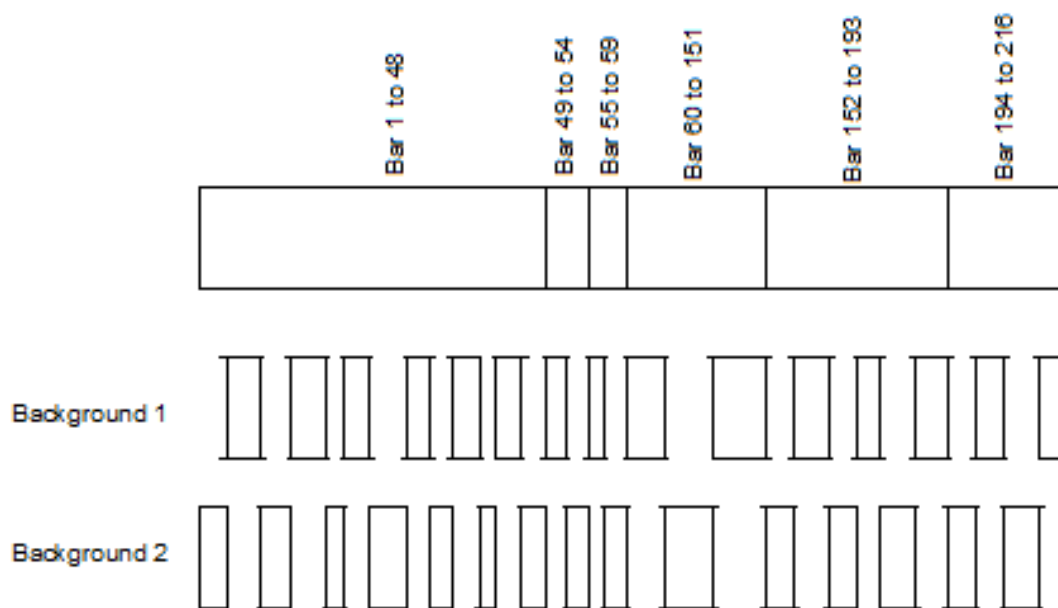 Bar 1 to 48
Bar 49 to 54
Bar 55 to 59
Bar 60 to 151
Bar 152 to 193
Bar 194 to 216
Background 1
Background 2